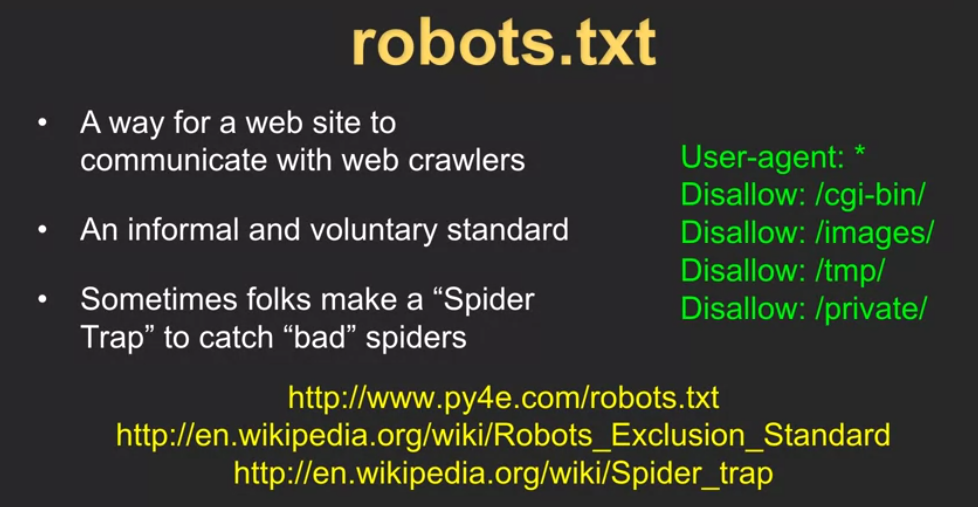 robots.txt
• A way for a web site to
communicate with web crawlers
• An informal and voluntary standard
• Sometimes folks make a “Spider
Trap” to catch “bad” spiders
User-agent: *
Disallow: /cgi-bin/
Disallow: /images/
Disallow: /tmp/
Disallow: /private/
http://www.py4e.com/robots.txt
http://en.wikipedia.org/wiki/Robots_Exclusion_Standard
http://en.wikipedia.org/wiki/Spider_trap